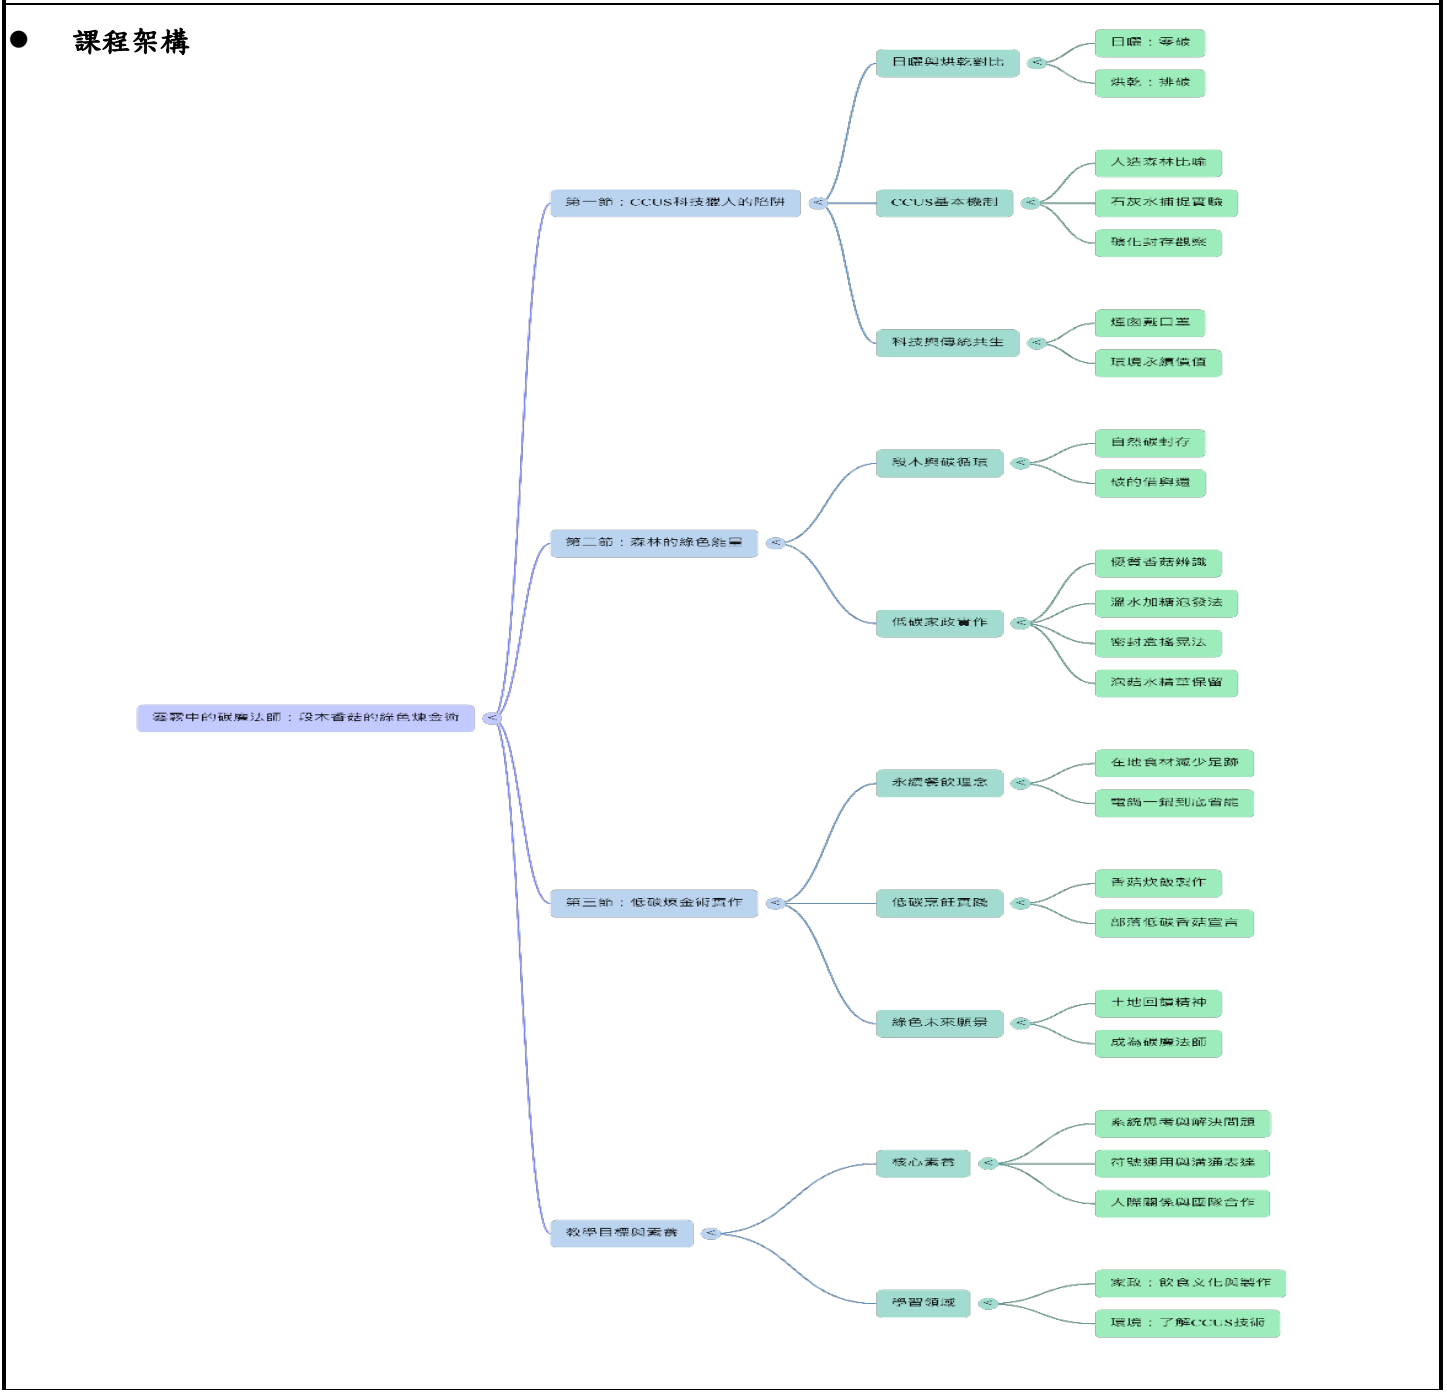 ● 課程架構
雲霧中的碳魔法師：段木香菇的綠色煉金術
第一節：CCUS科技獵人的陷阱
日曬與烘乾對比
日曬：零碳
烘乾：排碳
CCUS基本機制
人造森林比喻
石灰水捕捉實驗
礦化封存觀察
科技與傳統共生
煙囪戴口罩
環境永續價值
第二節：森林的綠色能量
段木與碳循環
自然碳封存
碳的借與還
低碳家政實作
優質香菇辨識
溫水加糖泡發法
密封盒搖晃法
泡菇水精華保留
第三節：低碳煉金術實作
永續餐飲理念
在地食材減少足跡
電鍋一鍋到底省能
低碳烹飪實踐
香菇炊飯製作
部落低碳香菇宣言
綠色未來願景
土地回饋精神
成為碳魔法師
教學目標與素養
核心素養
系統思考與解決問題
符號運用與溝通表達
人際關係與團隊合作
學習領域
家政：飲食文化與製作
環境：了解CCUS技術